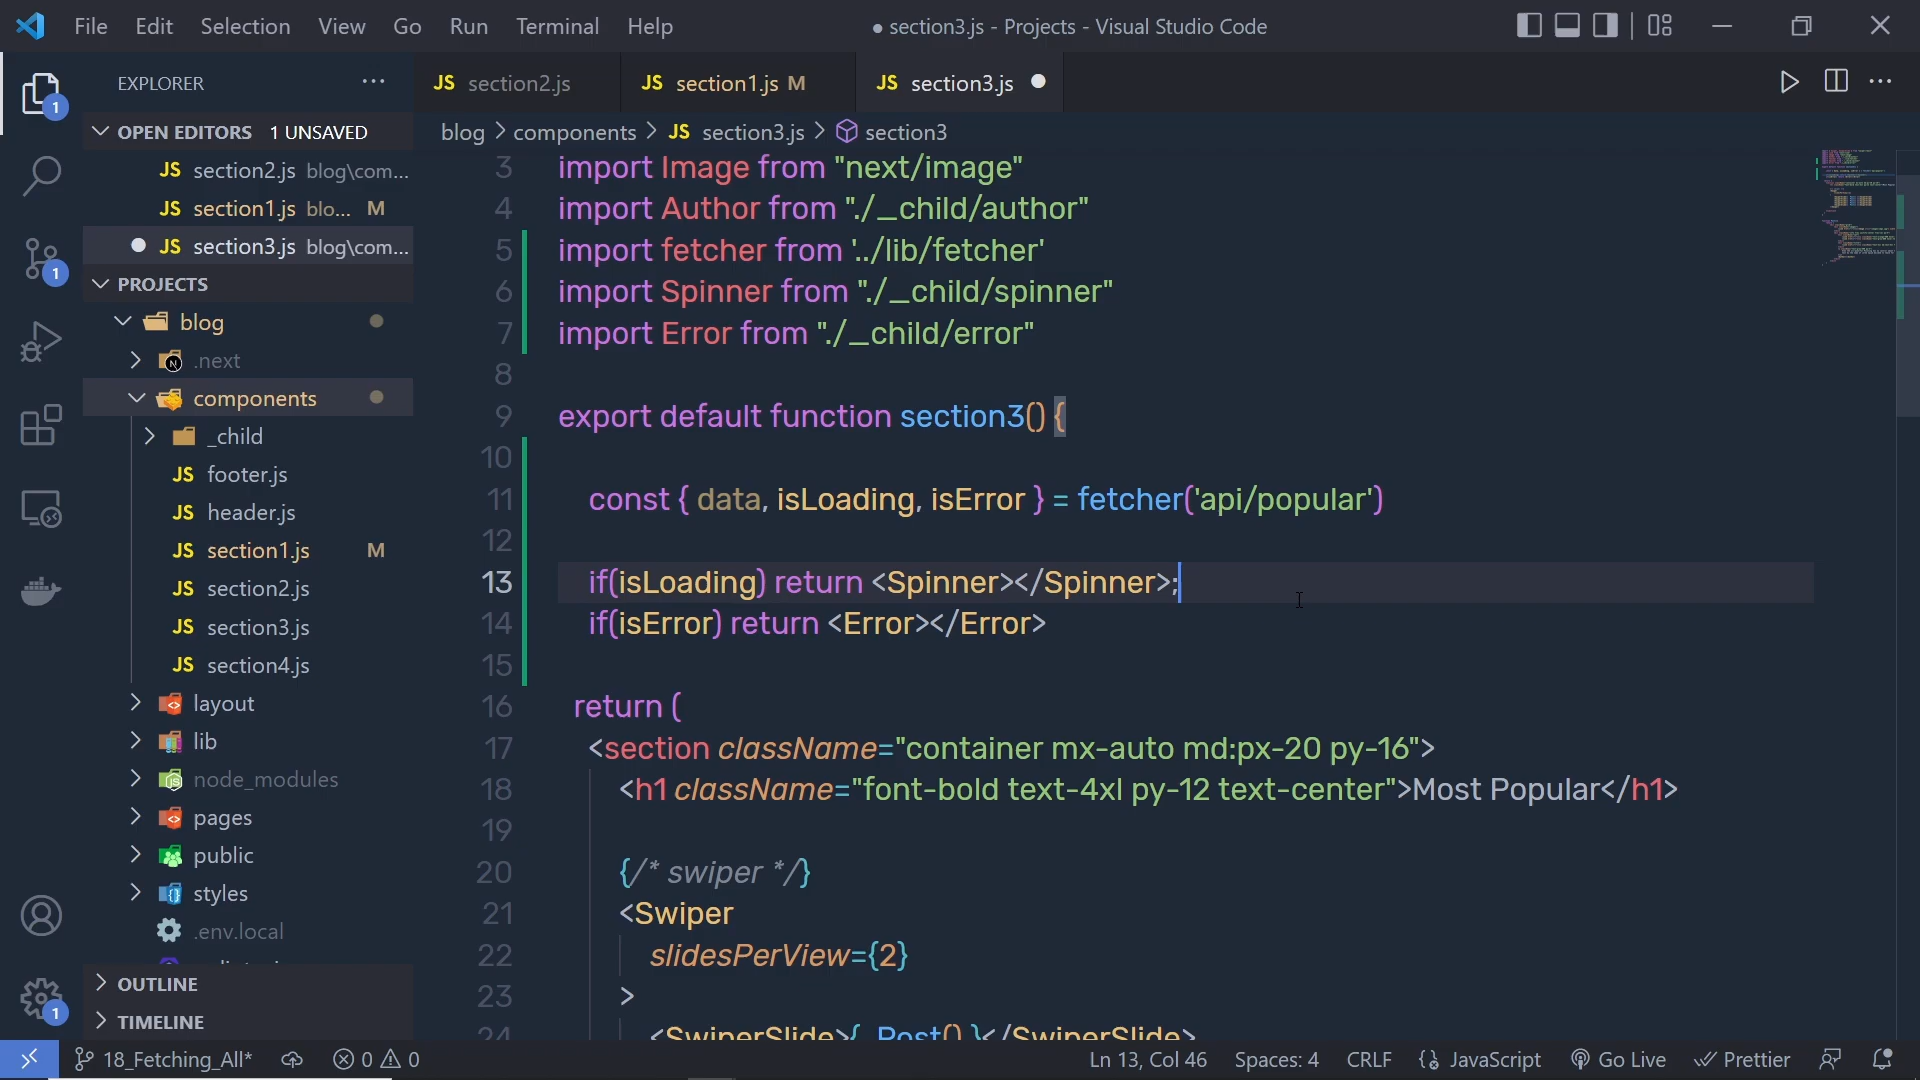 File Edit Selection View Go Run Terminal Help
● section3.js - Projects - Visual Studio Code
EXPLORER
OPEN EDITORS 1 UNSAVED
JS section2.js blog\com...
JS section1.js blo... M
JS section3.js blog\com...
PROJECTS
blog
.next
components
_child
JS footer.js
JS header.js
JS section1.js M
JS section2.js
JS section3.js
JS section4.js
layout
lib
node_modules
pages
public
styles
.env.local
OUTLINE
TIMELINE
1
1
1
JS section2.js
JS section1.js M
JS section3.js
blog > components > JS section3.js > section3
3 import Image from "next/image"
4 import Author from "./_child/author"
5 import fetcher from '../lib/fetcher'
6 import Spinner from "./_child/spinner"
7 import Error from "./_child/error"
8
9 export default function section3() {
10
11 const { data, isLoading, isError } = fetcher('api/popular')
12
13 if(isLoading) return <Spinner></Spinner>;
14 if(isError) return <Error></Error>
15
16 return (
17 <section className="container mx-auto md:px-20 py-16">
18 <h1 className="font-bold text-4xl py-12 text-center">Most Popular</h1>
19
20 {/* swiper */}
21 <Swiper
22 slidesPerView={2}
23 >
24 <SwiperSlide>{ Post() }</SwiperSlide>
18_Fetching_All* 0 0
Ln 13, Col 46 Spaces: 4 CRLF {} JavaScript Go Live Prettier